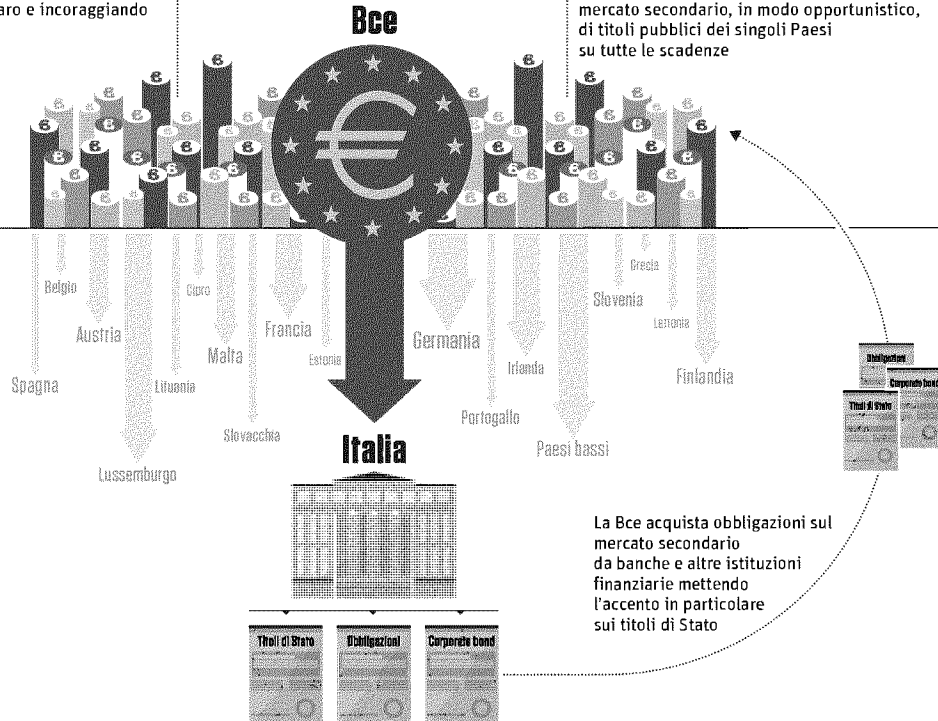 aro e incoraggiando
mercato secondario, in modo opportunistico,
di titoli pubblici dei singoli Paesi
su tutte le scadenze
Bce
Spagna
Belgio
Austria
Lussemburgo
Lituania
Cipro
Malta
Slovacchia
Francia
Estonia
Germania
Portogallo
Irlanda
Paesi bassi
Slovenia
Grecia
Lettonia
Finlandia
Obbligazioni
Corporate bond
Titoli di Stato
Italia
La Bce acquista obbligazioni sul
mercato secondario
da banche e altre istituzioni
finanziarie mettendo
l'accento in particolare
sui titoli di Stato
Titoli di Stato
Obbligazioni
Corporate bond